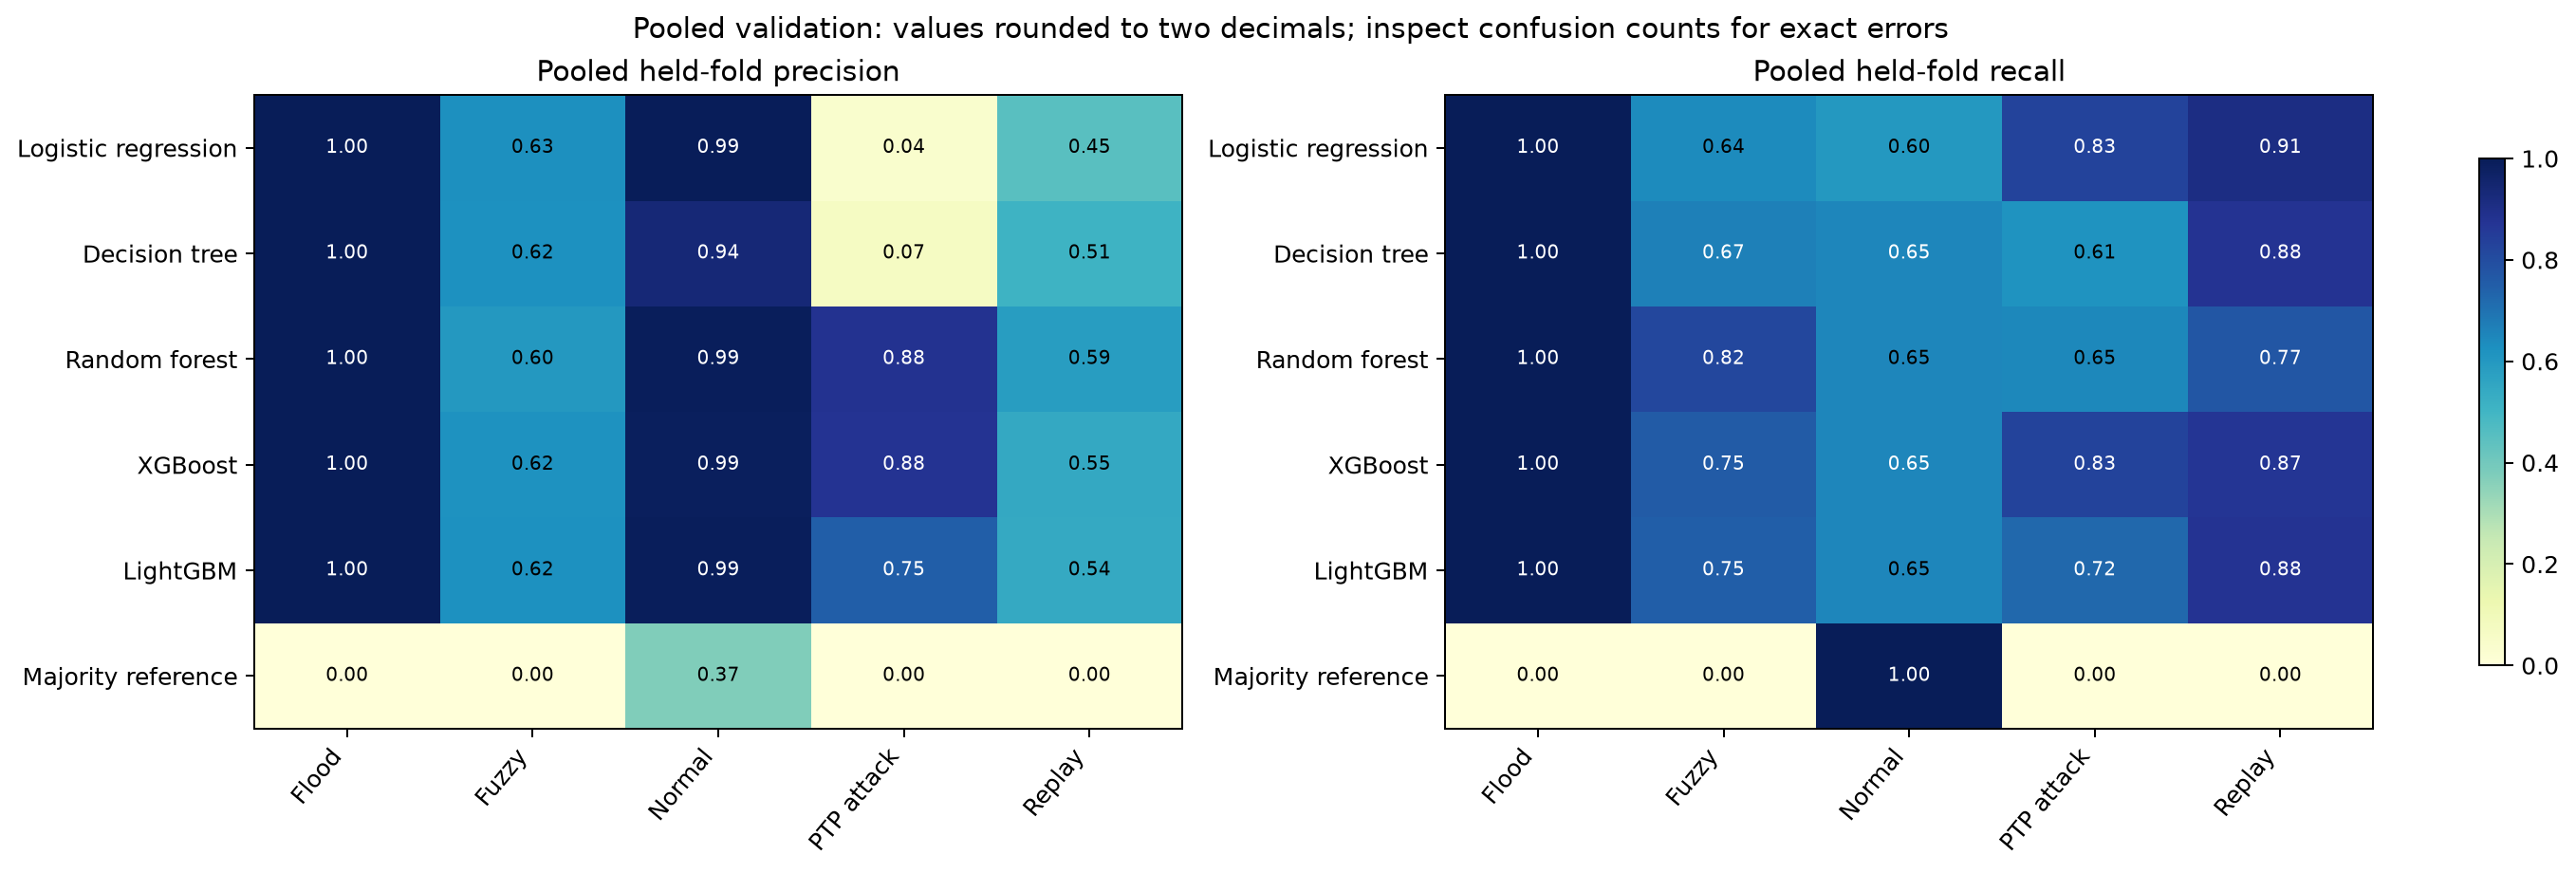 Pooled validation: values rounded to two decimals; inspect confusion counts for exact errors
Pooled held-fold precision
Logistic regression 1.00 0.63 0.99 0.04 0.45
Decision tree 1.00 0.62 0.94 0.07 0.51
Random forest 1.00 0.60 0.99 0.88 0.59
XGBoost 1.00 0.62 0.99 0.88 0.55
LightGBM 1.00 0.62 0.99 0.75 0.54
Majority reference 0.00 0.00 0.37 0.00 0.00
Flood Fuzzy Normal PTP attack Replay
Pooled held-fold recall
Logistic regression 1.00 0.64 0.60 0.83 0.91
Decision tree 1.00 0.67 0.65 0.61 0.88
Random forest 1.00 0.82 0.65 0.65 0.77
XGBoost 1.00 0.75 0.65 0.83 0.87
LightGBM 1.00 0.75 0.65 0.72 0.88
Majority reference 0.00 0.00 1.00 0.00 0.00
Flood Fuzzy Normal PTP attack Replay
1.0
0.8
0.6
0.4
0.2
0.0